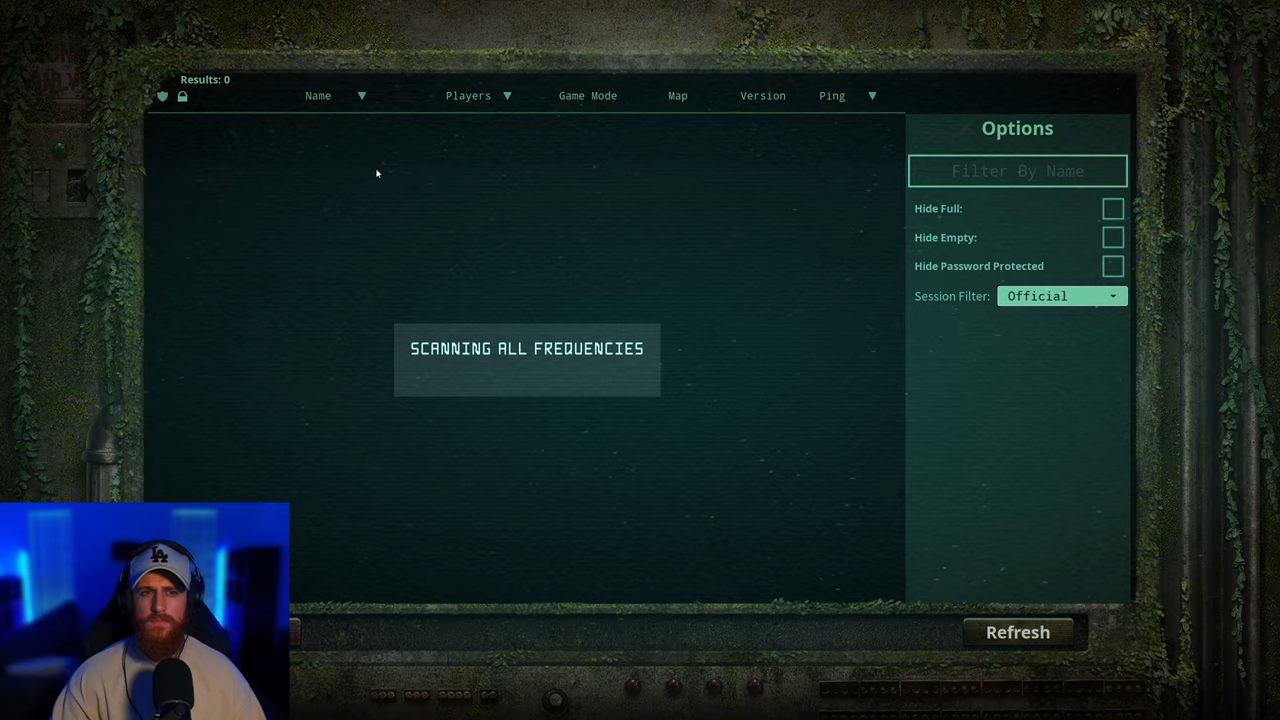 Results: 0
Name Players Game Mode Map Version Ping
Options
Filter By Name
Hide Full:
Hide Empty:
Hide Password Protected
Session Filter: Official
SCANNING ALL FREQUENCIES
LA
Refresh